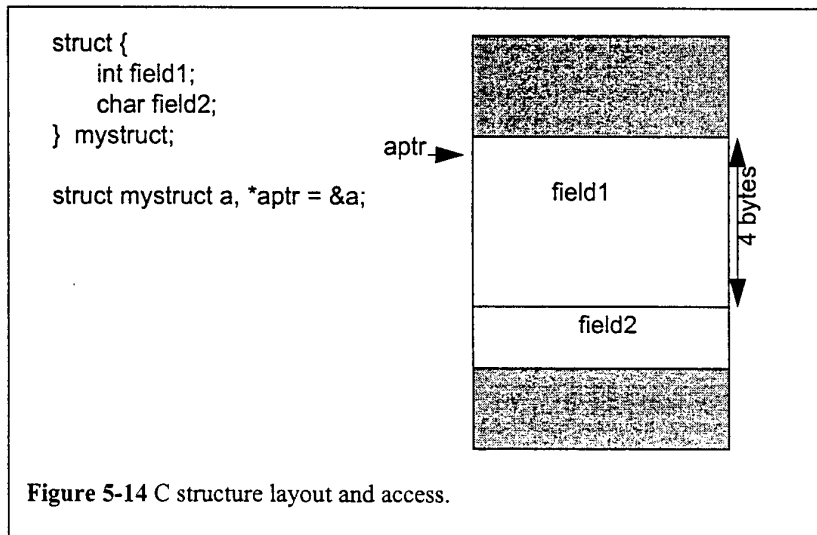 struct {
int field1;
char field2;
} mystruct;
struct mystruct a, *aptr = &a;
aptr
field1
4 bytes
field2
Figure 5-14 C structure layout and access.